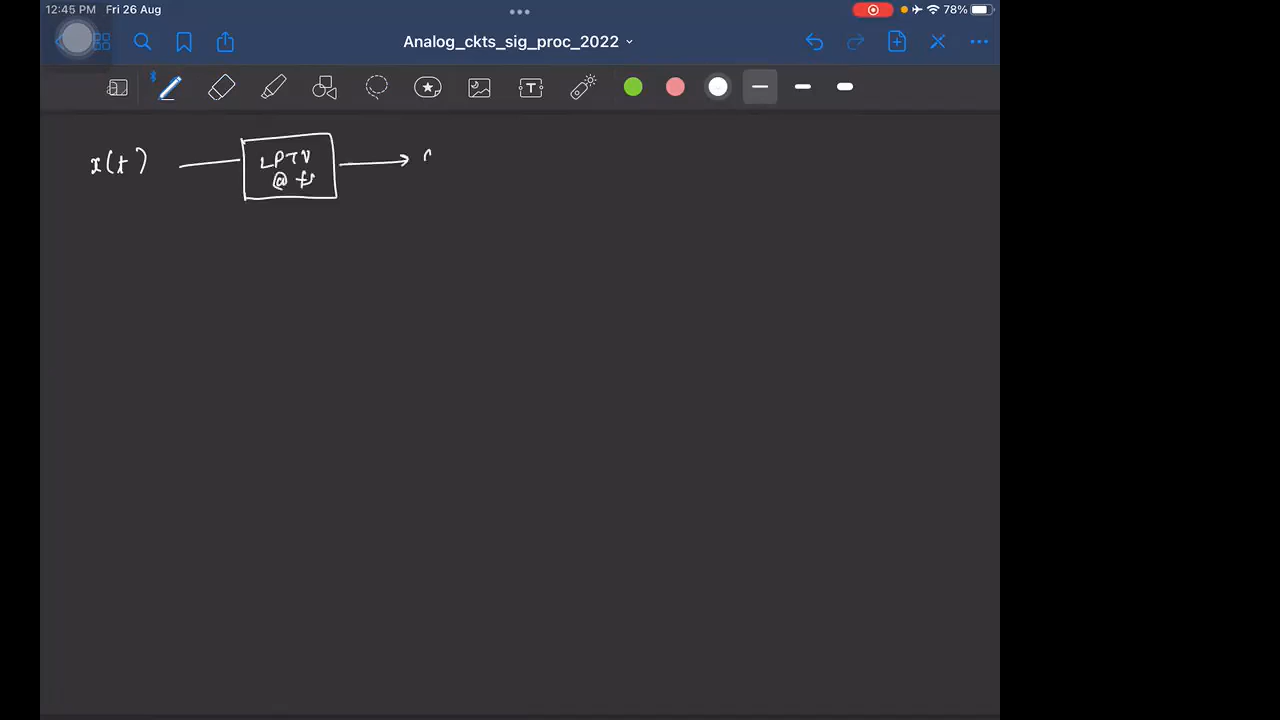 12:45 PM Fri 26 Aug
78%
Analog_ckts_sig_proc_2022
T
x(t)
LPTV
@ fs